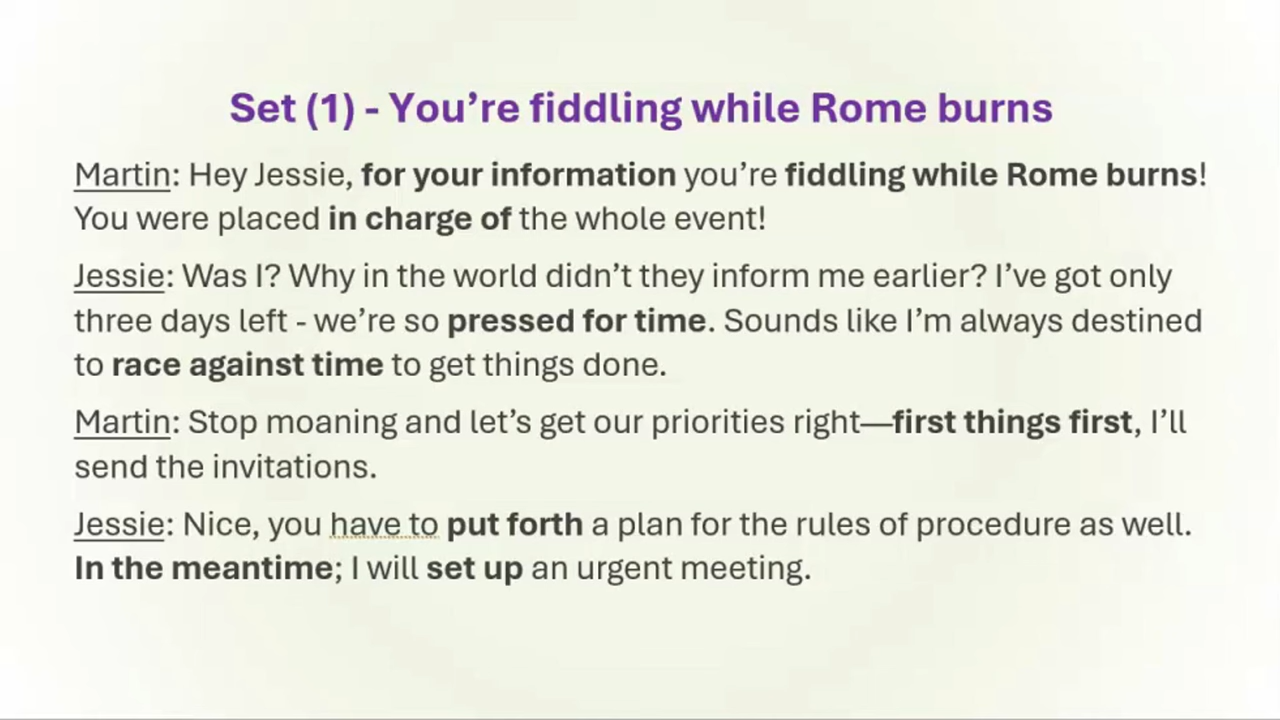 Set (1) - You’re fiddling while Rome burns
Martin: Hey Jessie, for your information you’re fiddling while Rome burns!
You were placed in charge of the whole event!
Jessie: Was I? Why in the world didn’t they inform me earlier? I’ve got only
three days left - we’re so pressed for time. Sounds like I’m always destined
to race against time to get things done.
Martin: Stop moaning and let’s get our priorities right—first things first, I’ll
send the invitations.
Jessie: Nice, you have to put forth a plan for the rules of procedure as well.
In the meantime; I will set up an urgent meeting.